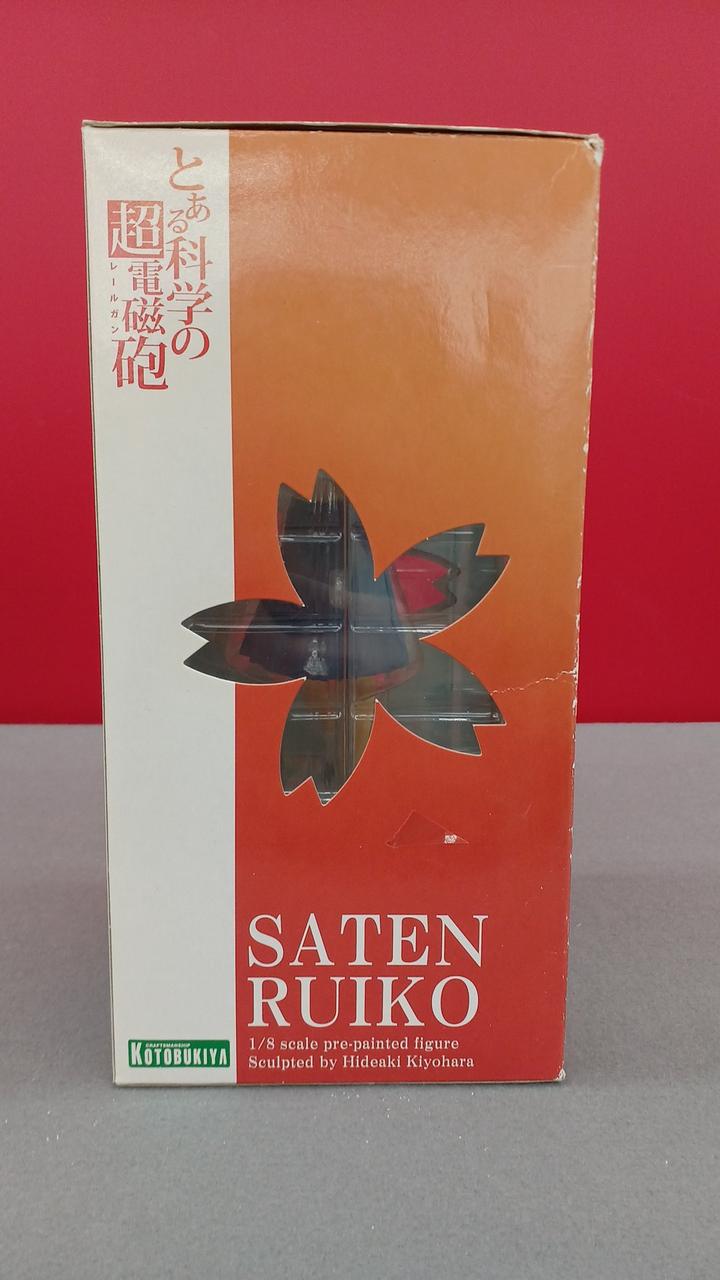 とある科学の
超電磁砲
レールガン
SATEN
RUIKO
1/8 scale pre-painted figure
Sculpted by Hideaki Kiyohara
CRAFTSMANSHIP
KOTOBUKIYA